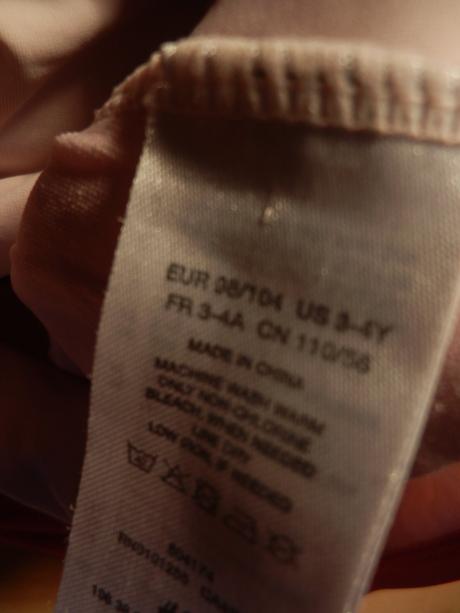 EUR 98/104 US 3-4Y
FR 3-4A CN 110/56
MADE IN CHINA
MACHINE WASH WARM
ONLY NON-CHLORINE
BLEACH, WHEN NEEDED
LINE DRY
LOW IRON, IF NEEDED